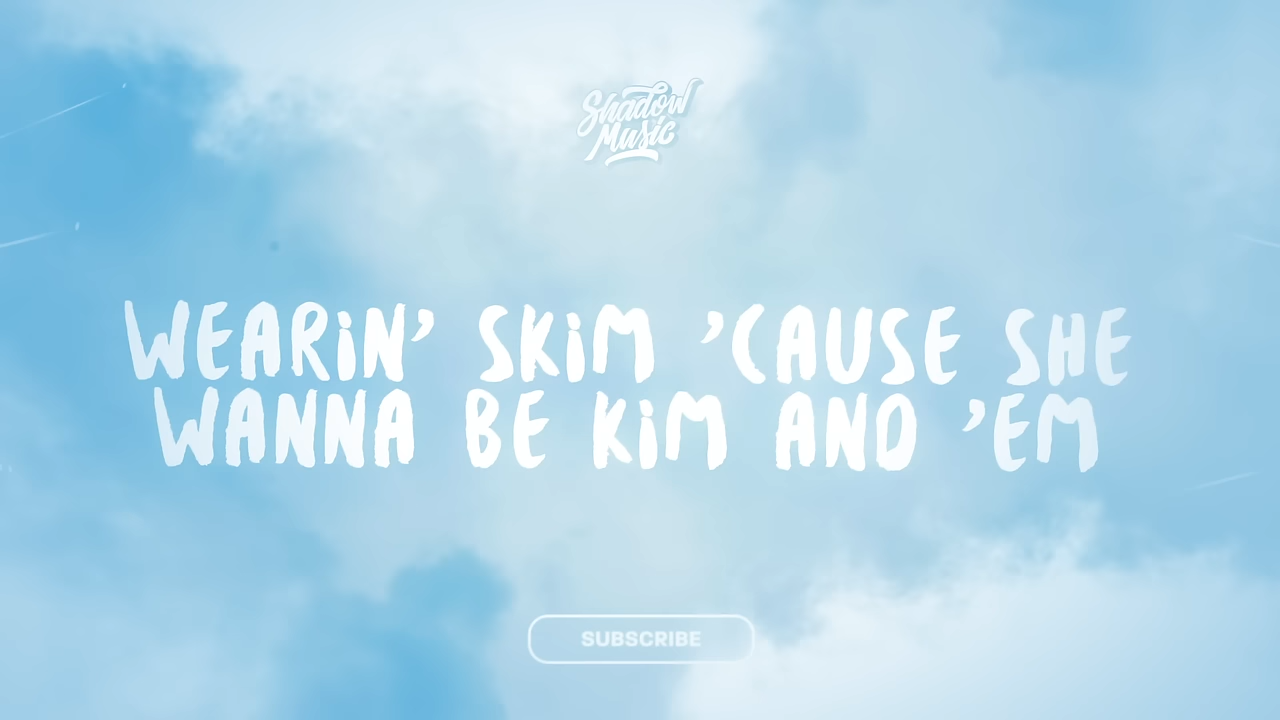 Shadow
Music
WEARiN' SKiM 'CAUSE SHE
WANNA BE KiM AND 'EM
SUBSCRIBE